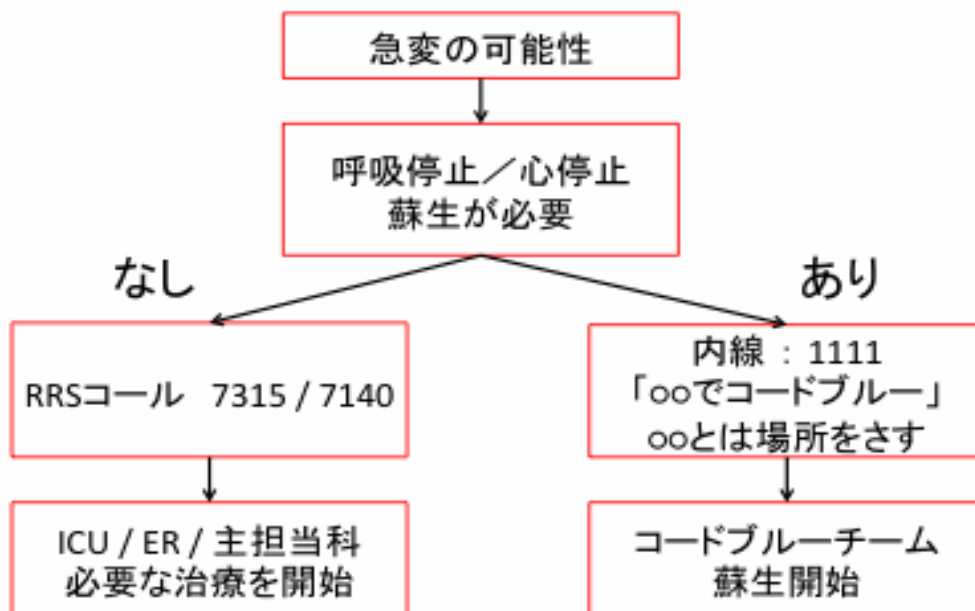 急変の可能性
呼吸停止／心停止
蘇生が必要
なし
あり
RRSコール 7315 / 7140
内線 : 1111
「○○でコードブルー」
○○とは場所をさす
ICU / ER / 主担当科
必要な治療を開始
コードブルーチーム
蘇生開始